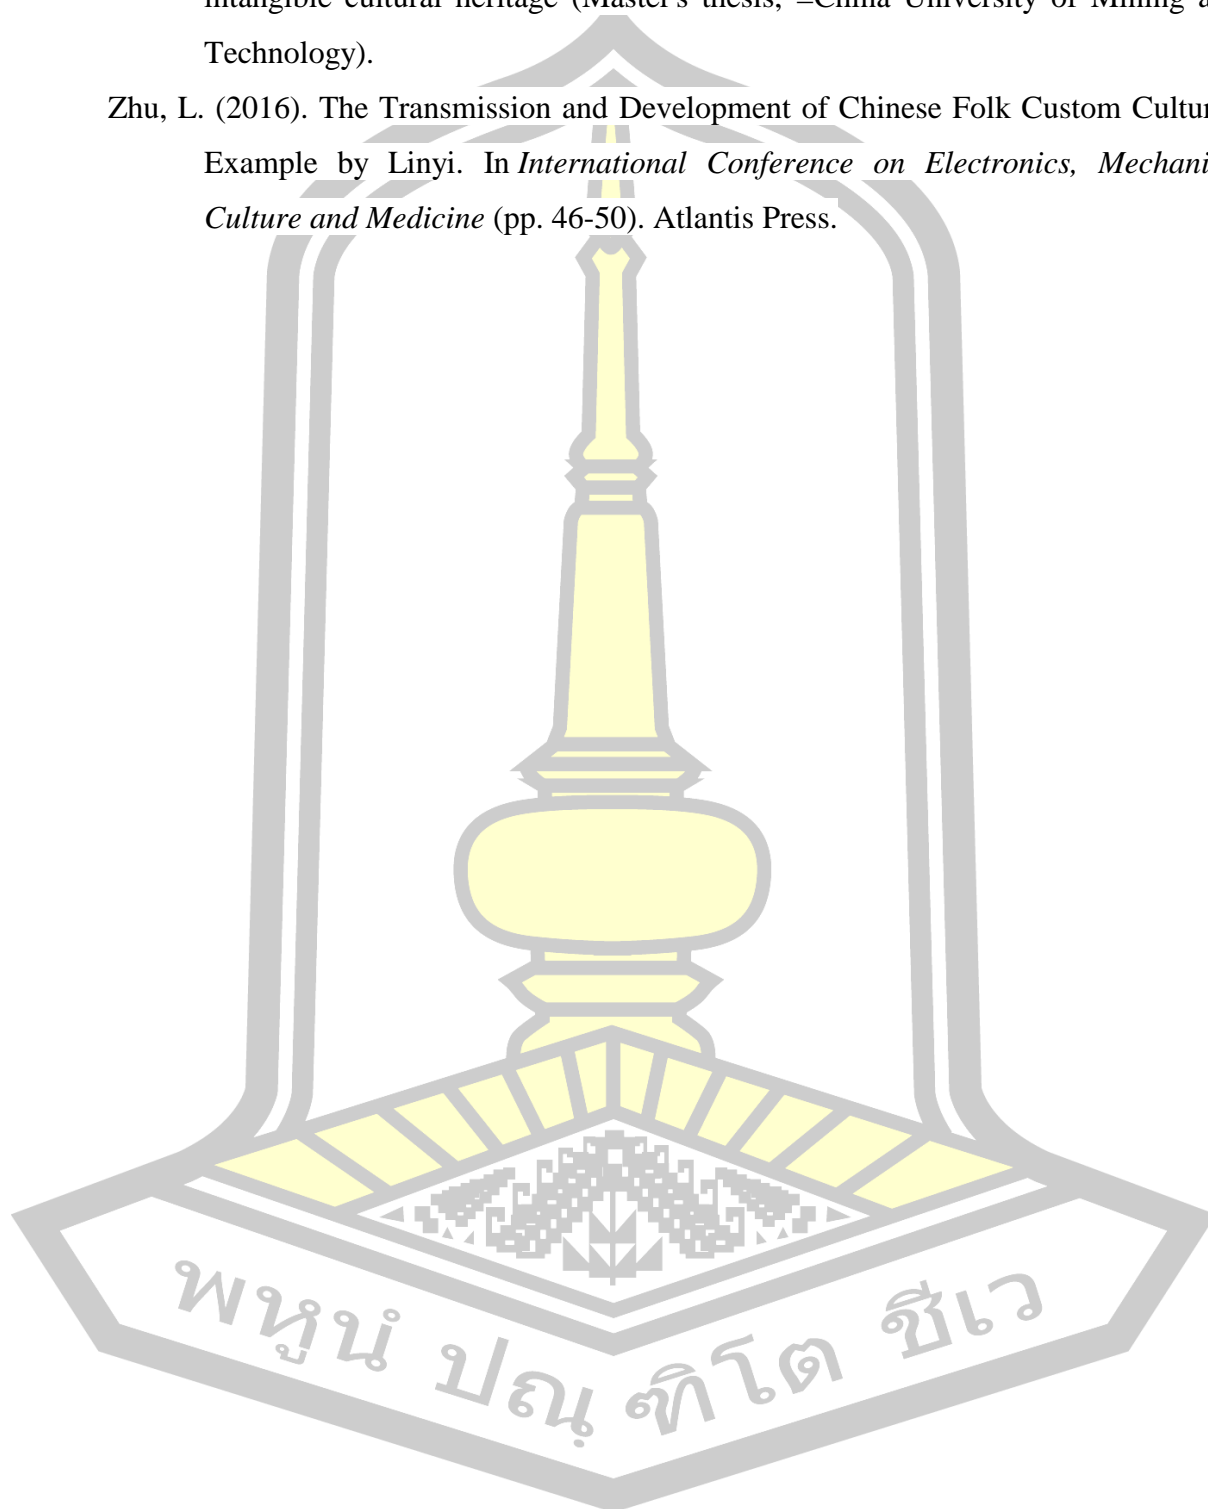 intangible cultural heritage (Master's thesis, –China University of Mining a
Technology).
Zhu, L. (2016). The Transmission and Development of Chinese Folk Custom Cultur
Example by Linyi. In International Conference on Electronics, Mechani
Culture and Medicine (pp. 46-50). Atlantis Press.
พหูนํ ปณฺฑิโต ชีเว